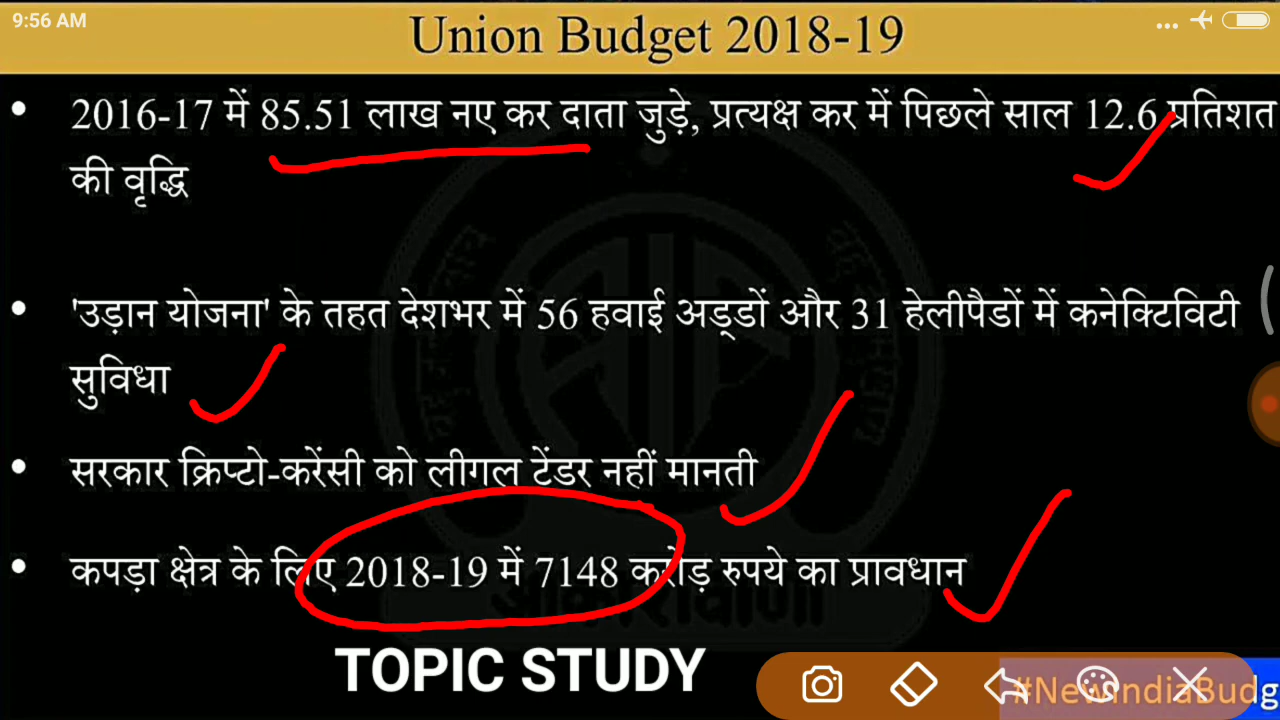 9:56 AM
Union Budget 2018-19
• 2016-17 में 85.51 लाख नए कर दाता जुड़े, प्रत्यक्ष कर में पिछले साल 12.6 प्रतिशत
की वृद्धि
• 'उड़ान योजना' के तहत देशभर में 56 हवाई अड्डों और 31 हेलीपैडों में कनेक्टिविटी
सुविधा
• सरकार क्रिप्टो-करेंसी को लीगल टेंडर नहीं मानती
• कपड़ा क्षेत्र के लिए 2018-19 में 7148 करोड़ रुपये का प्रावधान
आकाशवाणी
TOPIC STUDY
#NewIndiaBudg